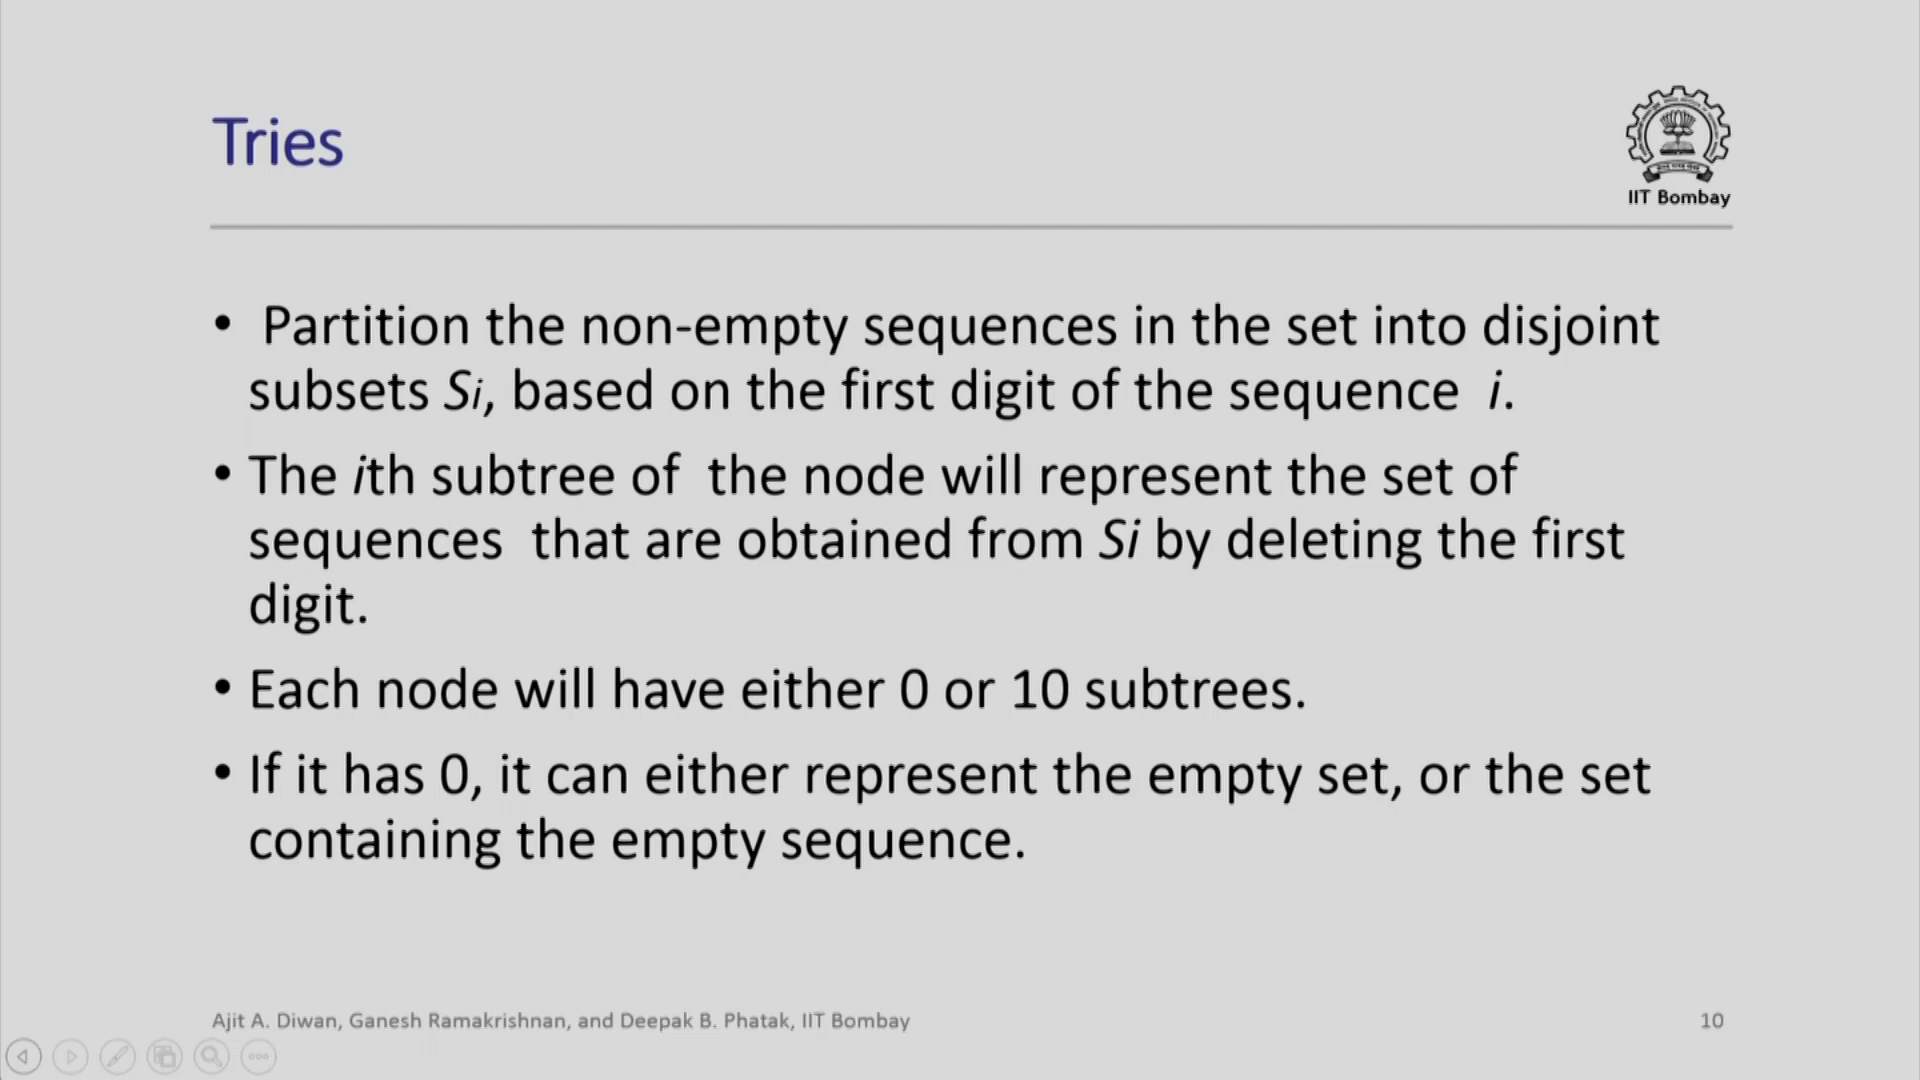 Tries
IIT Bombay
• Partition the non-empty sequences in the set into disjoint
subsets Si, based on the first digit of the sequence i.
• The ith subtree of the node will represent the set of
sequences that are obtained from Si by deleting the first
digit.
• Each node will have either 0 or 10 subtrees.
• If it has 0, it can either represent the empty set, or the set
containing the empty sequence.
Ajit A. Diwan, Ganesh Ramakrishnan, and Deepak B. Phatak, IIT Bombay
10